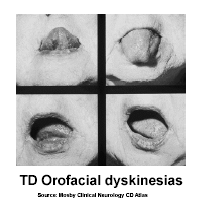 TD Orofacial dyskinesias
Source: Mosby Clinical Neurology CD Atlas